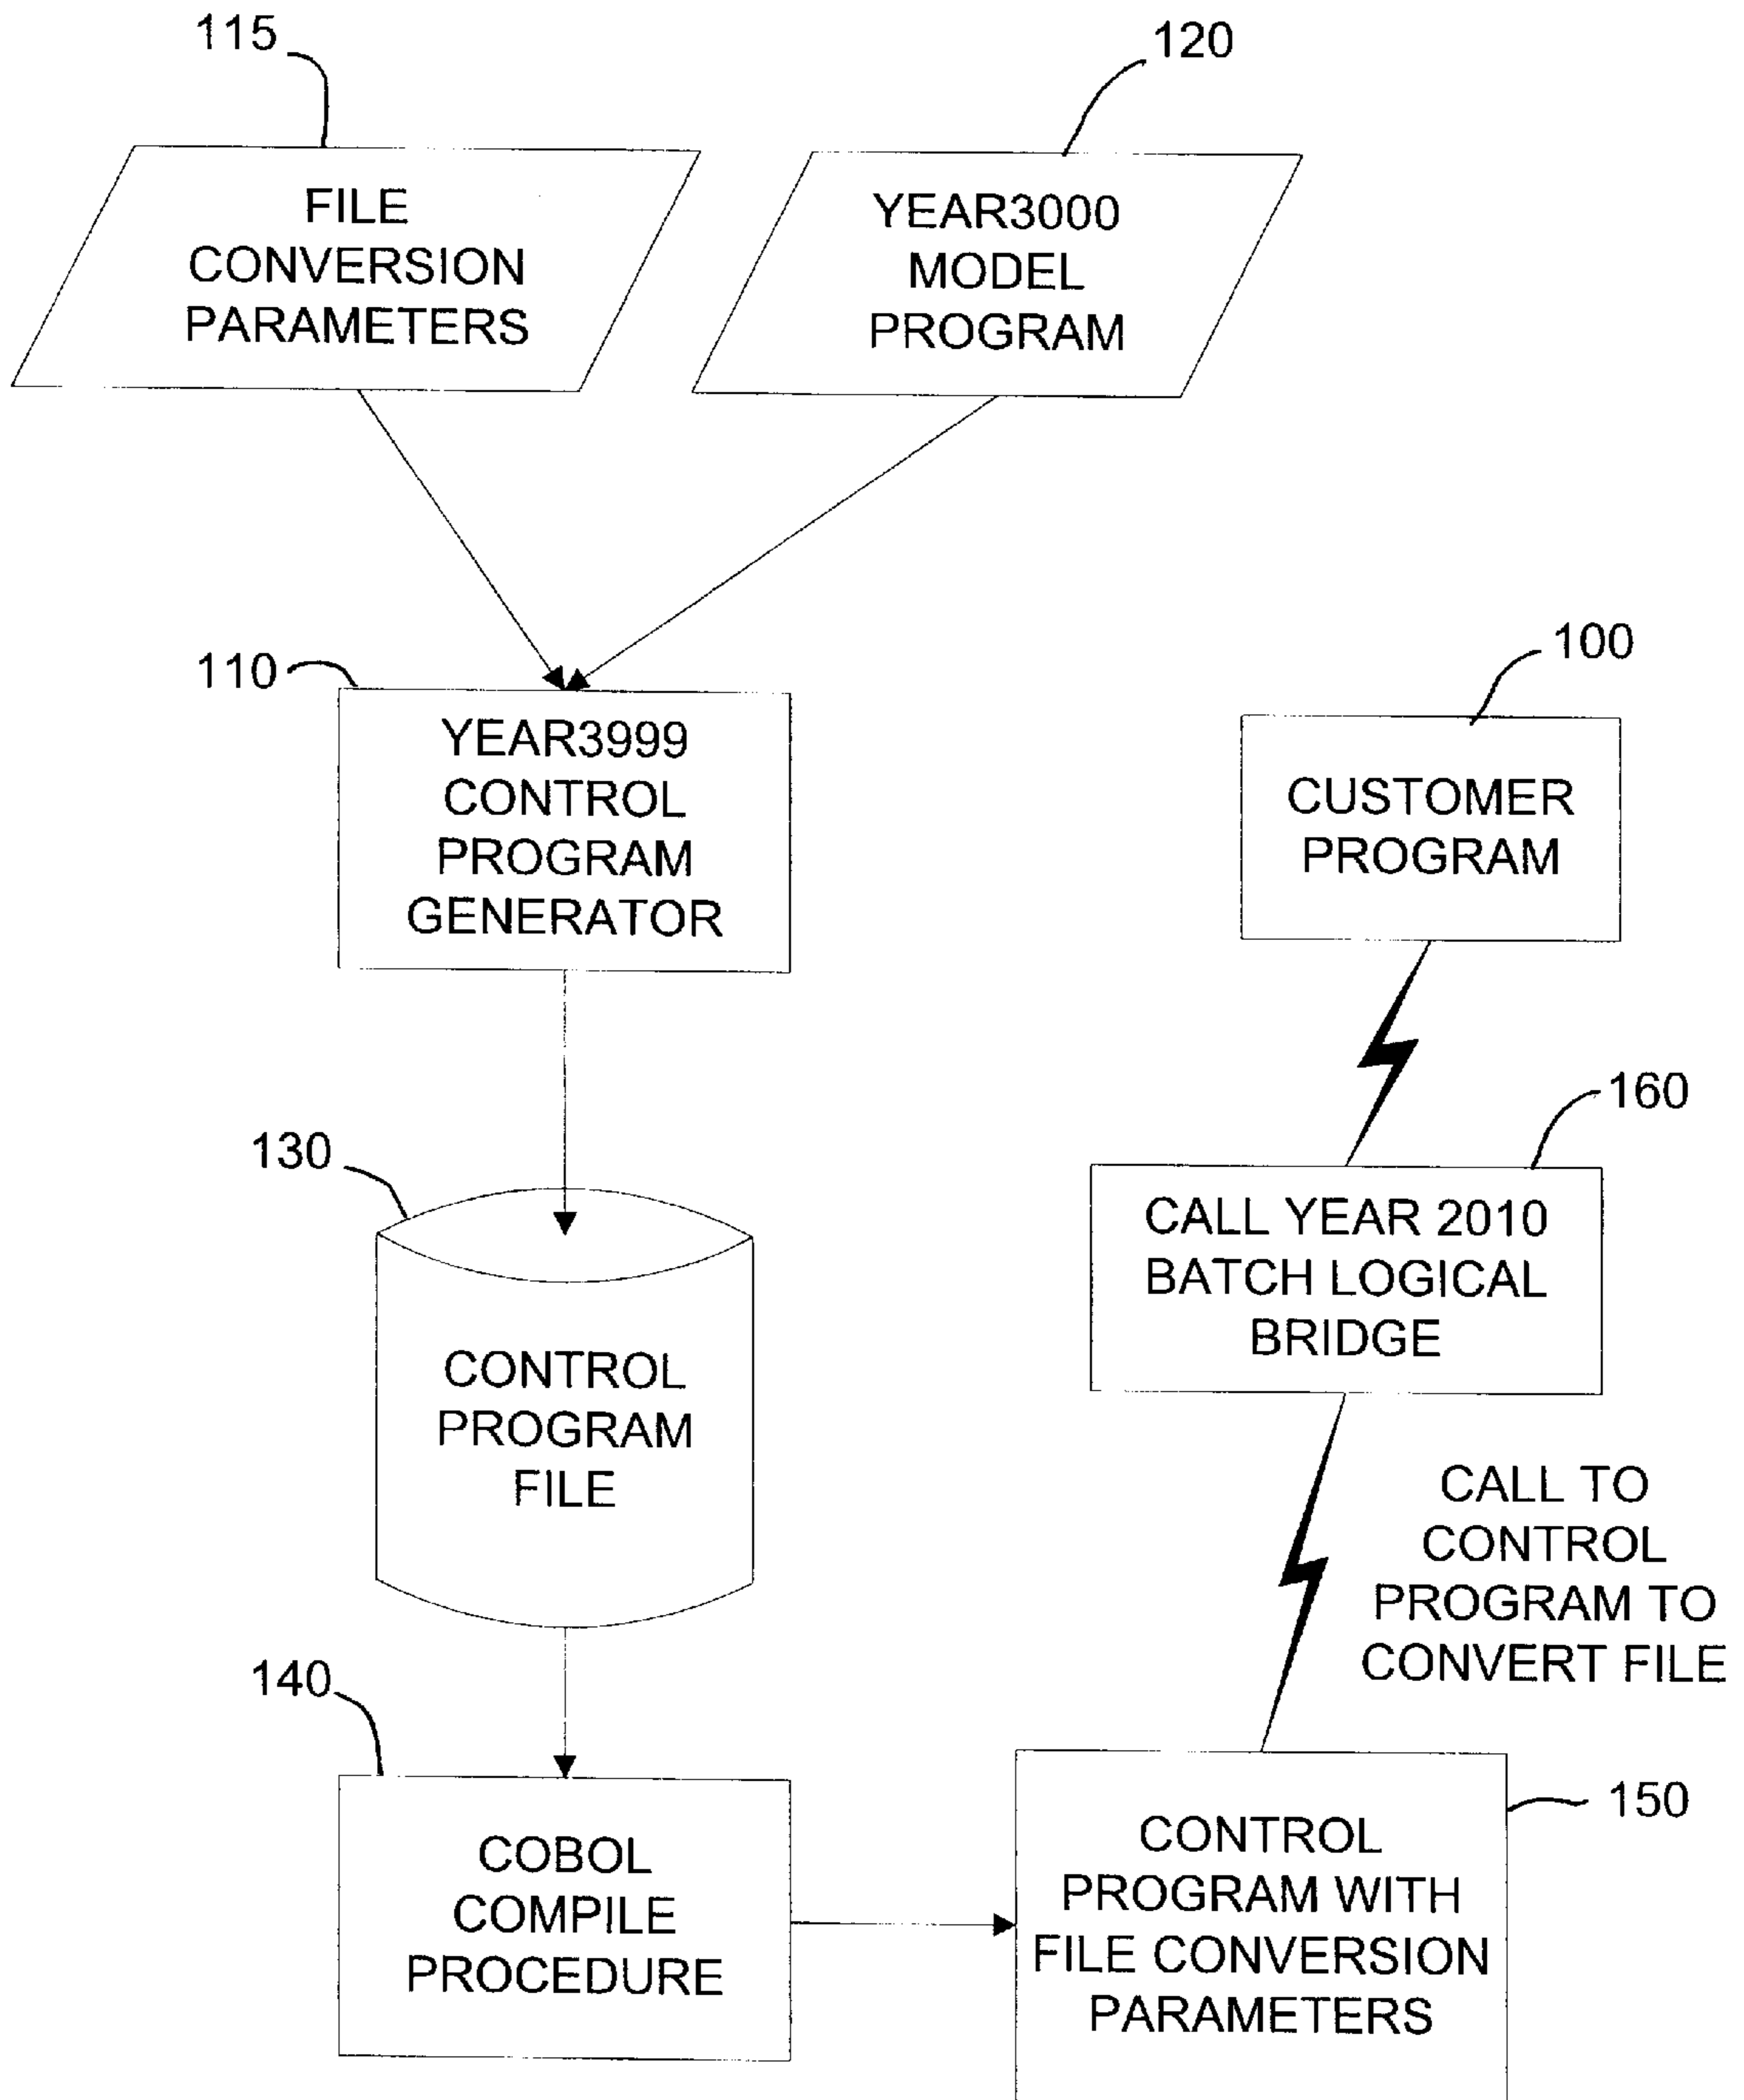 115
120
FILE
CONVERSION
PARAMETERS
YEAR3000
MODEL
PROGRAM
110
YEAR3999
CONTROL
PROGRAM
GENERATOR
100
CUSTOMER
PROGRAM
130
CONTROL
PROGRAM
FILE
160
CALL YEAR 2010
BATCH LOGICAL
BRIDGE
CALL TO
CONTROL
PROGRAM TO
CONVERT FILE
140
COBOL
COMPILE
PROCEDURE
150
CONTROL
PROGRAM WITH
FILE CONVERSION
PARAMETERS